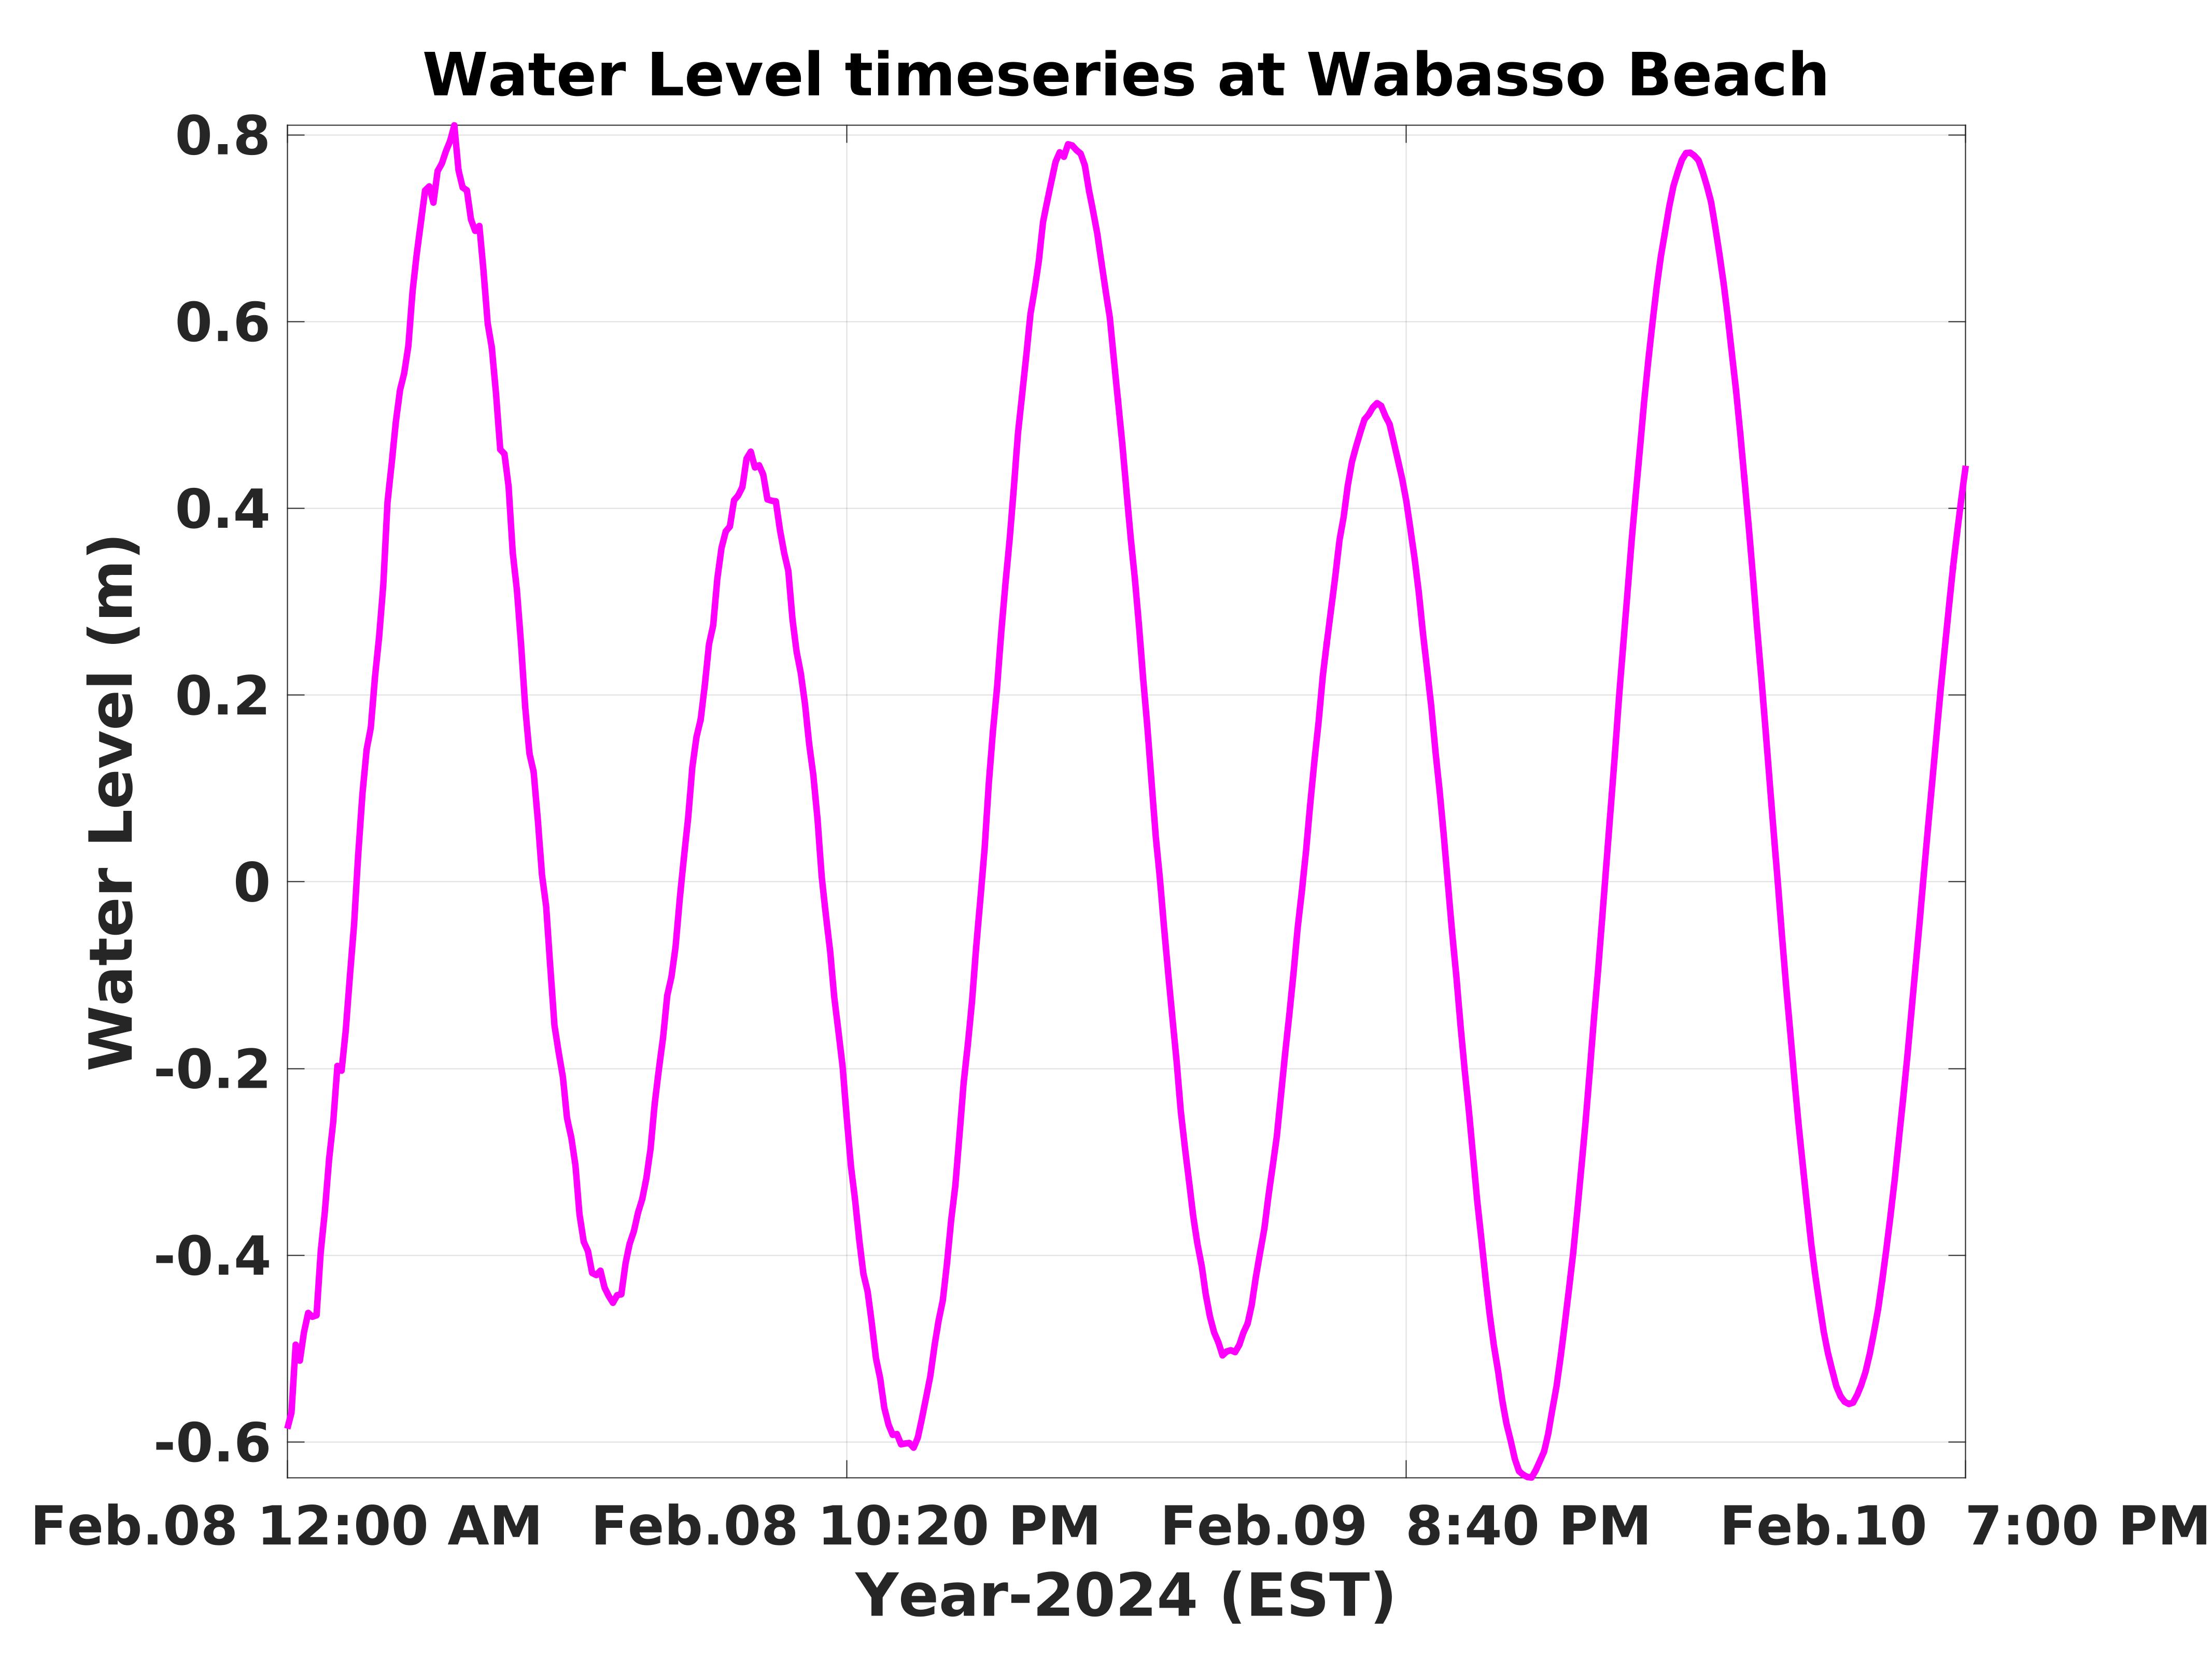 Water Level timeseries at Wabasso Beach
0.8
0.6
0.4
0.2
0
-0.2
-0.4
-0.6
Water Level (m)
Feb.08 12:00 AM Feb.08 10:20 PM Feb.09 8:40 PM Feb.10 7:00 PM
Year-2024 (EST)